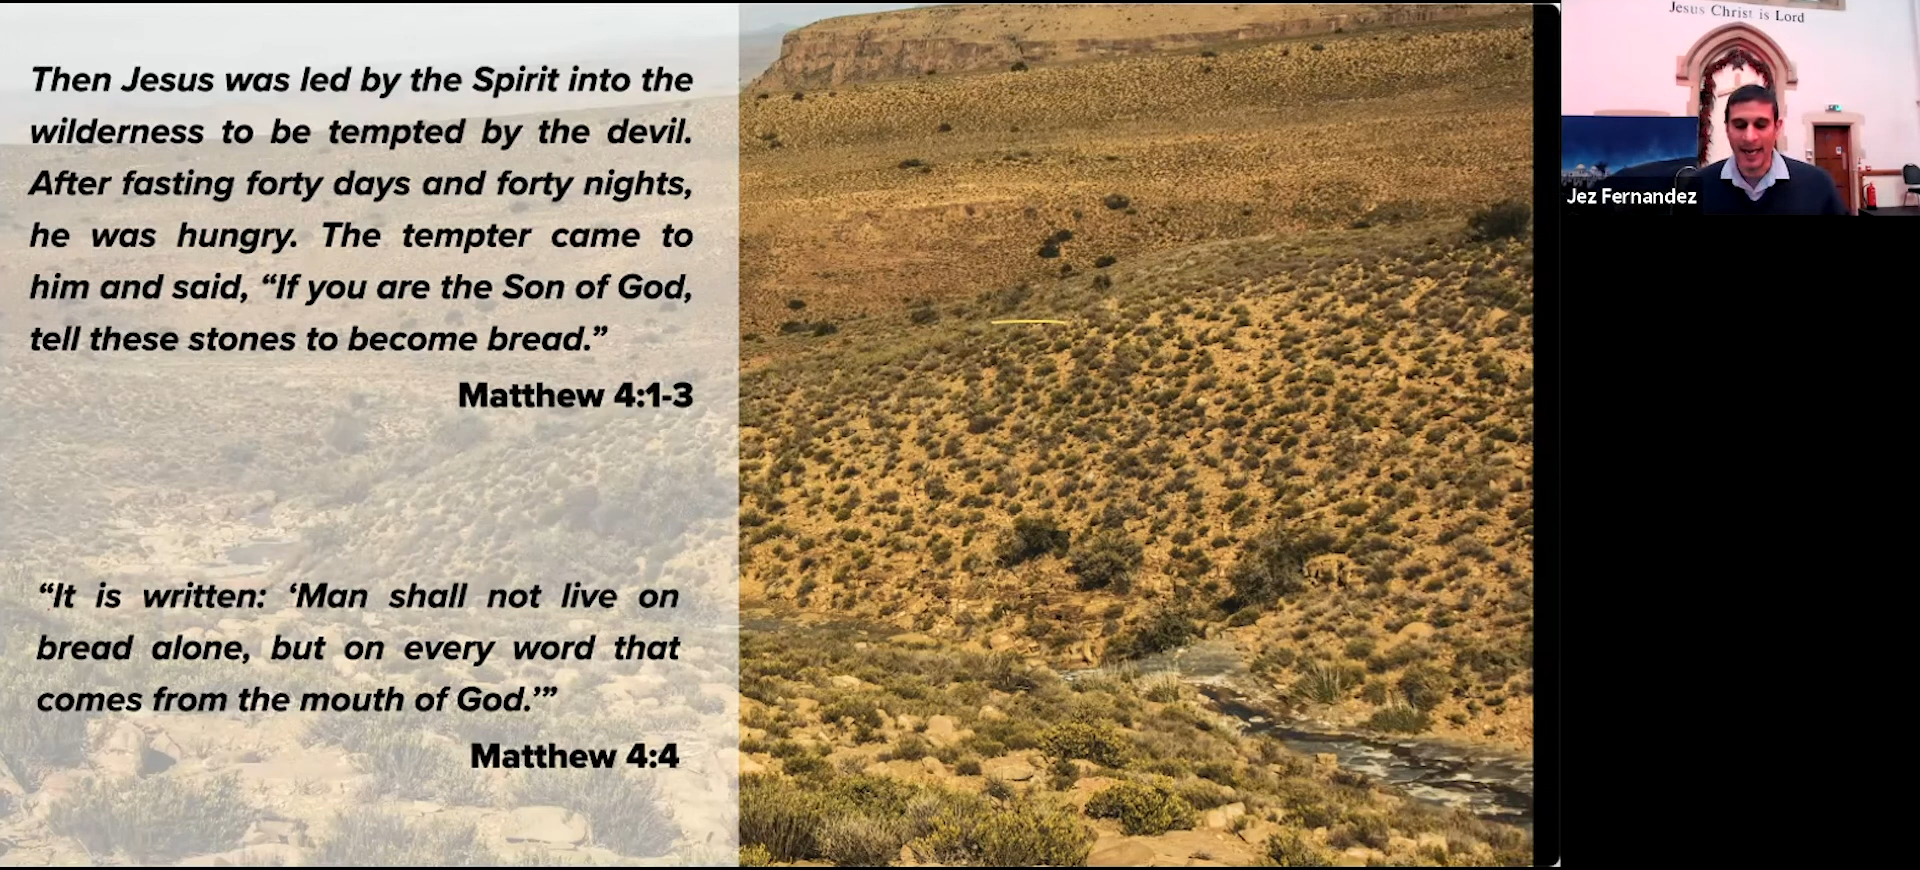 Then Jesus was led by the Spirit into the
wilderness to be tempted by the devil.
After fasting forty days and forty nights,
he was hungry. The tempter came to
him and said, “If you are the Son of God,
tell these stones to become bread.”
Matthew 4:1-3
“It is written: ‘Man shall not live on
bread alone, but on every word that
comes from the mouth of God.’”
Matthew 4:4
Jesus Christ is Lord
Jez Fernandez